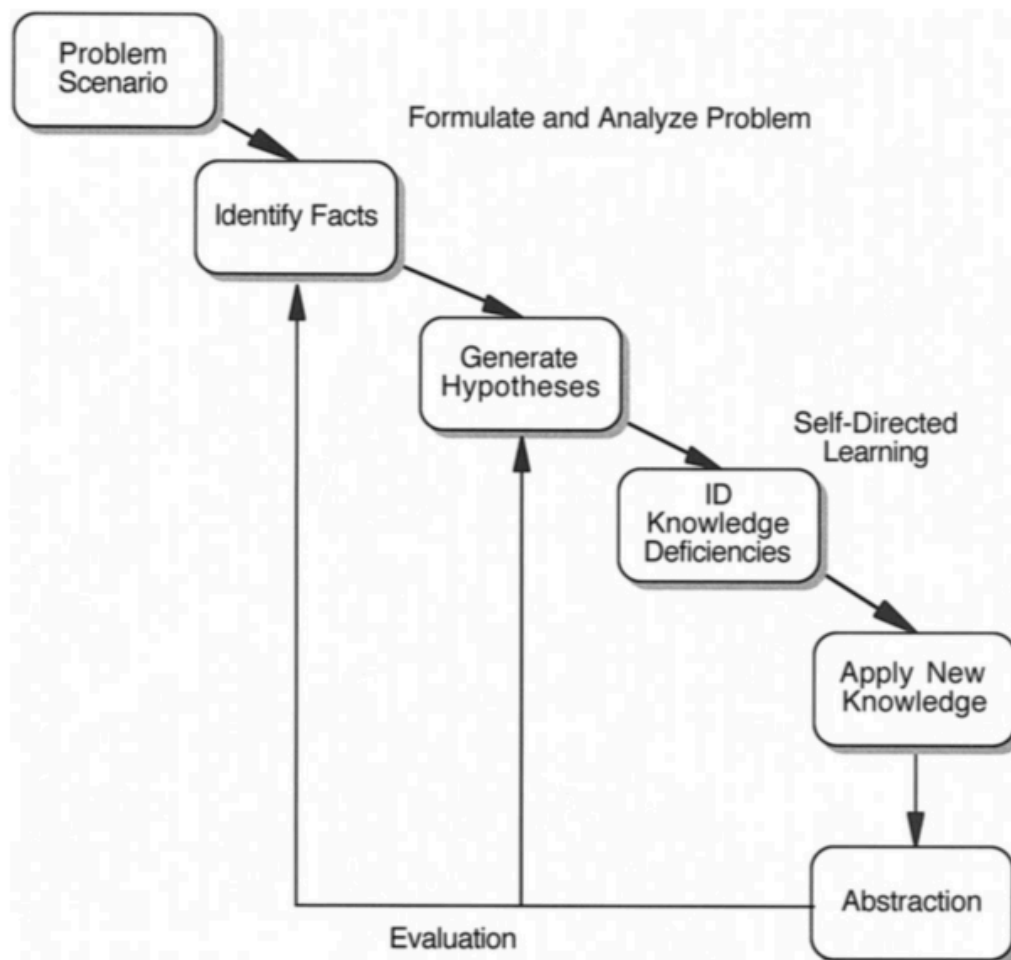 Problem
Scenario
Formulate and Analyze Problem
Identify Facts
Generate
Hypotheses
Self-Directed
Learning
ID
Knowledge
Deficiencies
Apply New
Knowledge
Abstraction
Evaluation